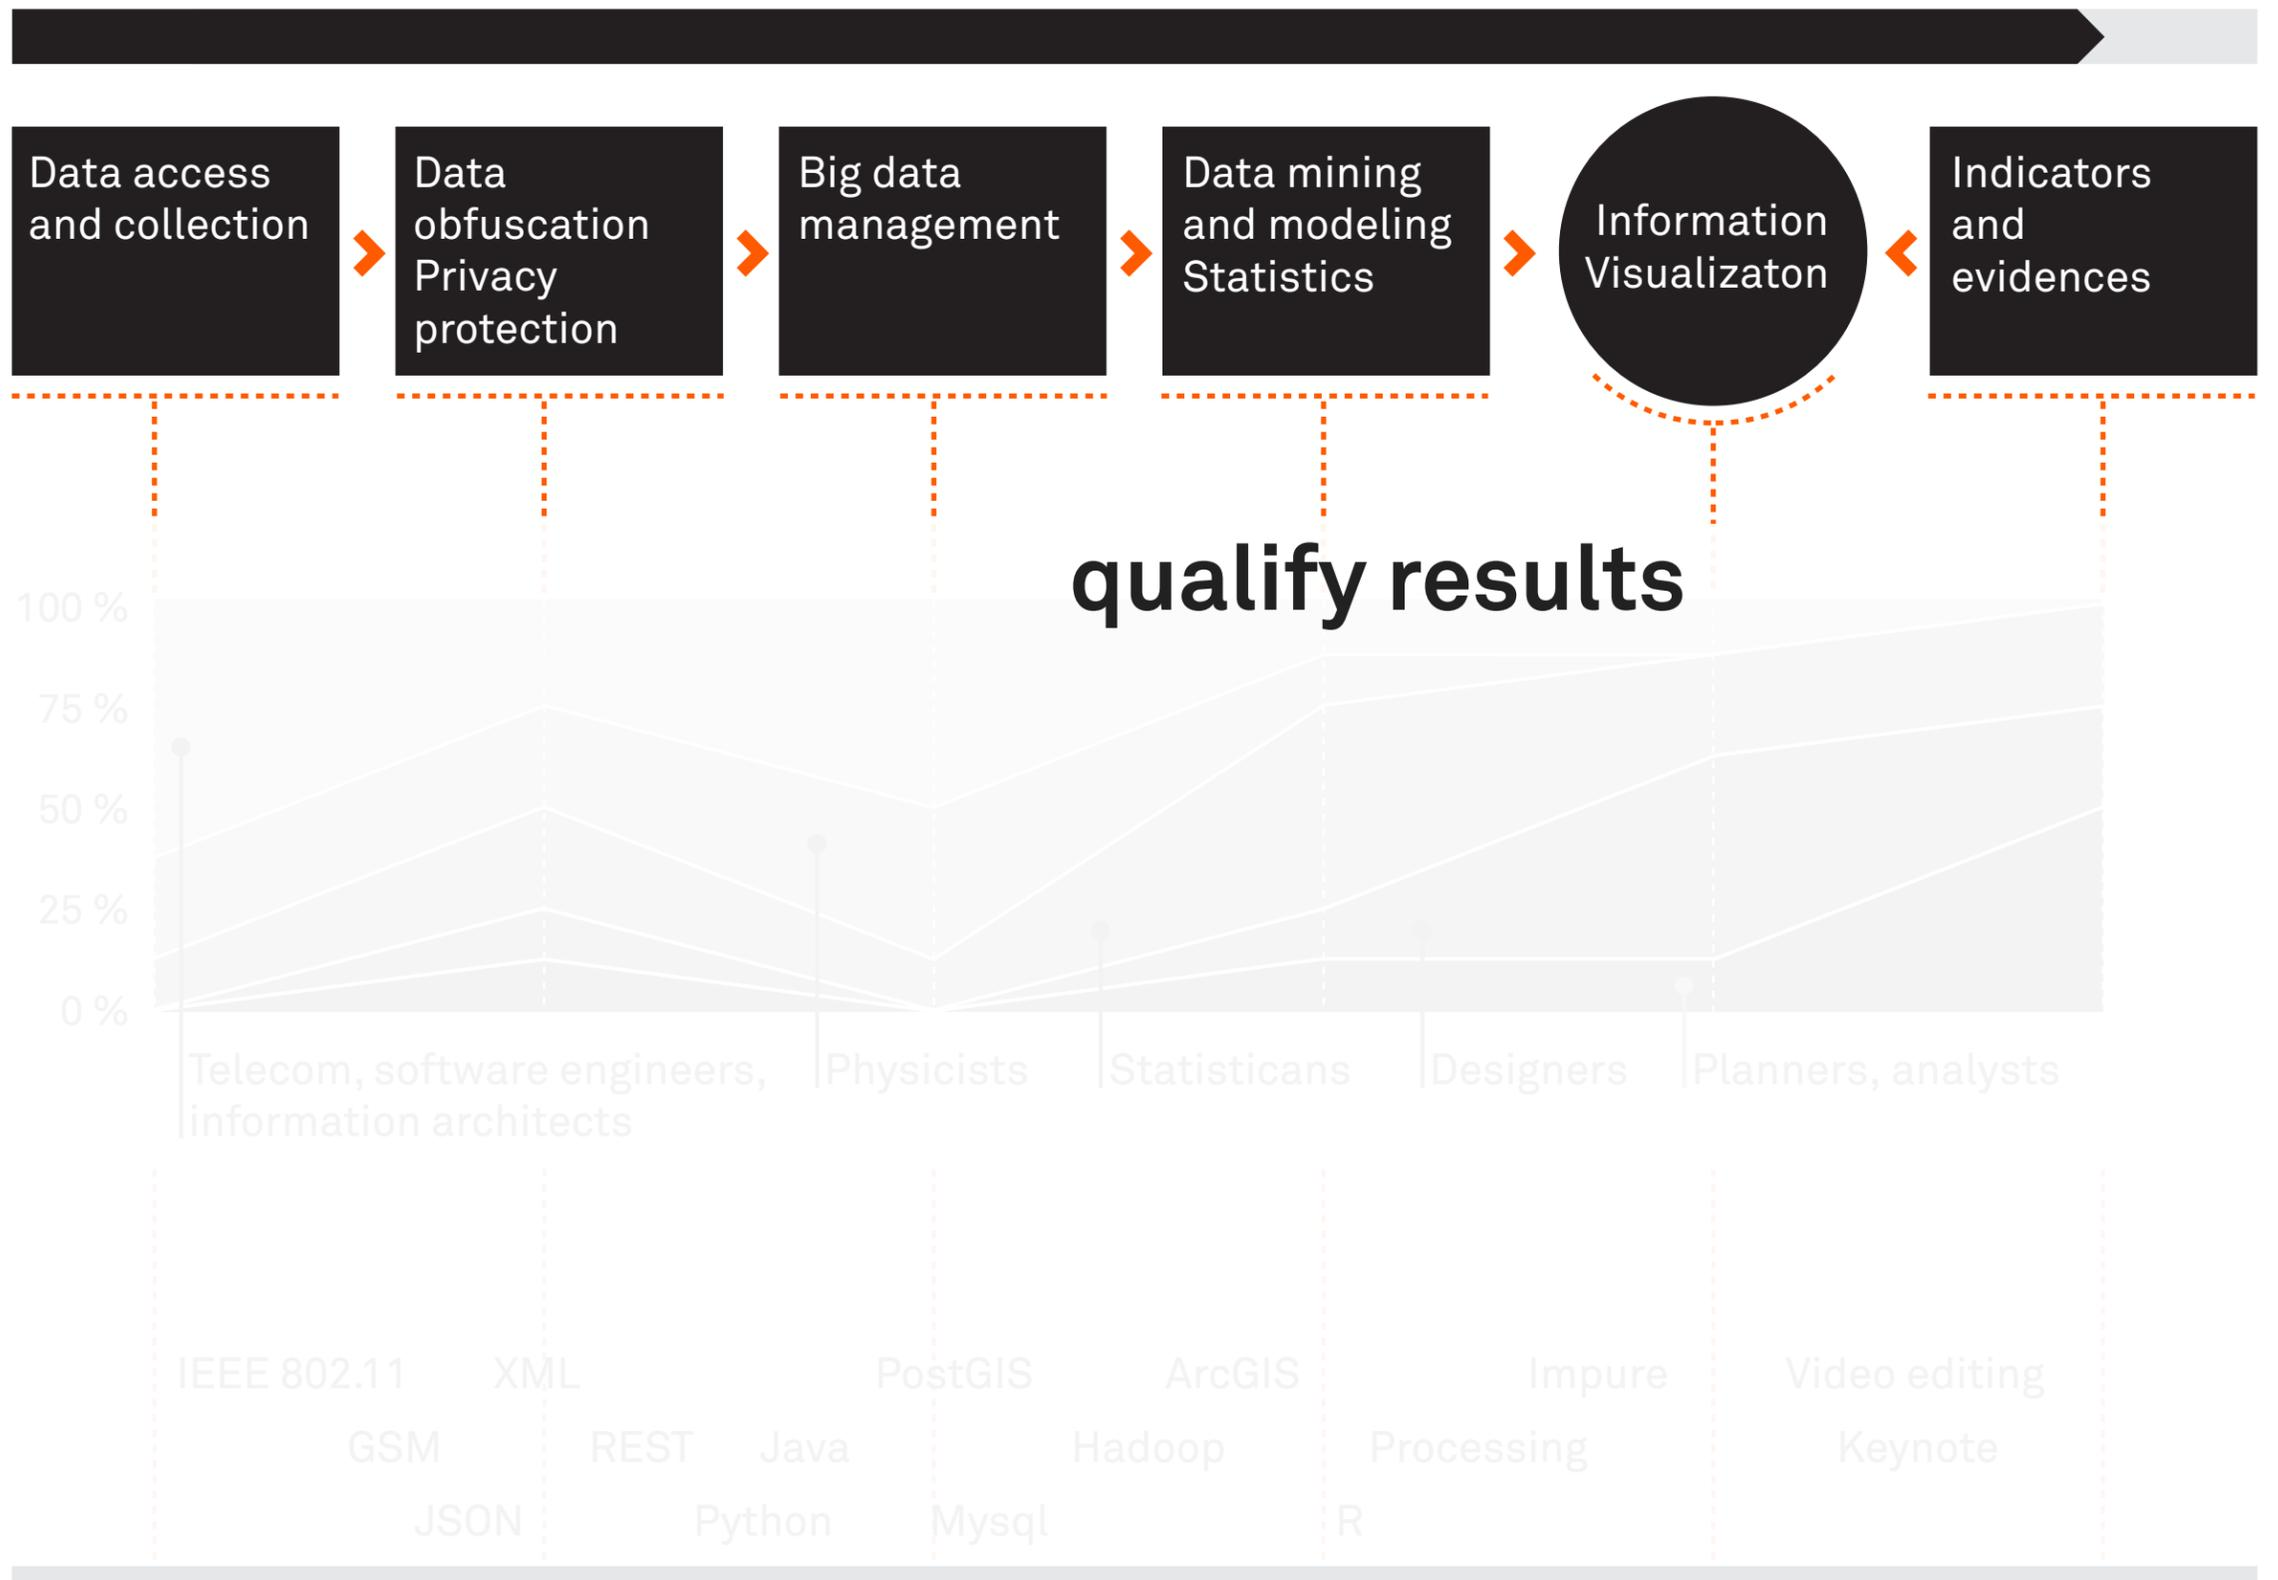 Data access
and collection
Data
obfuscation
Privacy
protection
Big data
management
Data mining
and modeling
Statistics
Information
Visualizaton
Indicators
and
evidences
qualify results
100 %
75 %
50 %
25 %
0 %
Telecom, software engineers,
information architects
Physicists
Statisticans
Designers
Planners, analysts
IEEE 802.11
XML
PostGIS
ArcGIS
Impure
Video editing
GSM
REST
Java
Hadoop
Processing
Keynote
JSON
Python
Mysql
R